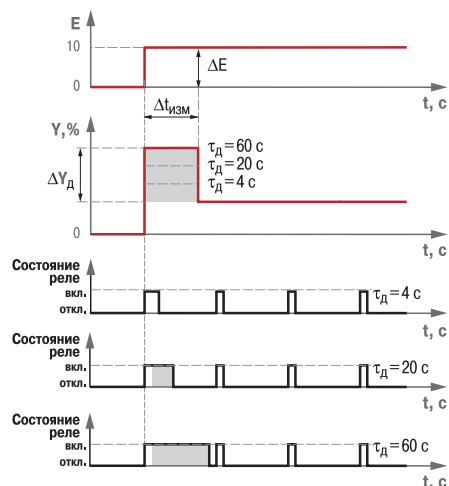 E
10
0
ΔE
t, с
Δtизм
Y, %
τд = 60 с
τд = 20 с
τд = 4 с
ΔYд
0
t, с
Состояние
реле
вкл.
откл.
τд = 4 с
t, с
Состояние
реле
вкл.
откл.
τд = 20 с
t, с
Состояние
реле
вкл.
откл.
τд = 60 с
t, с